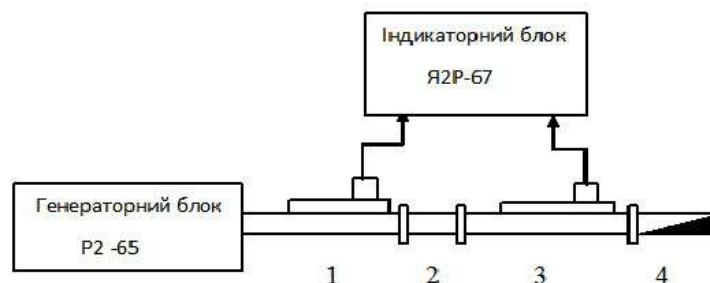 Індикаторний блок
Я2Р-67
Генераторний блок
Р2 -65
1 2 3 4